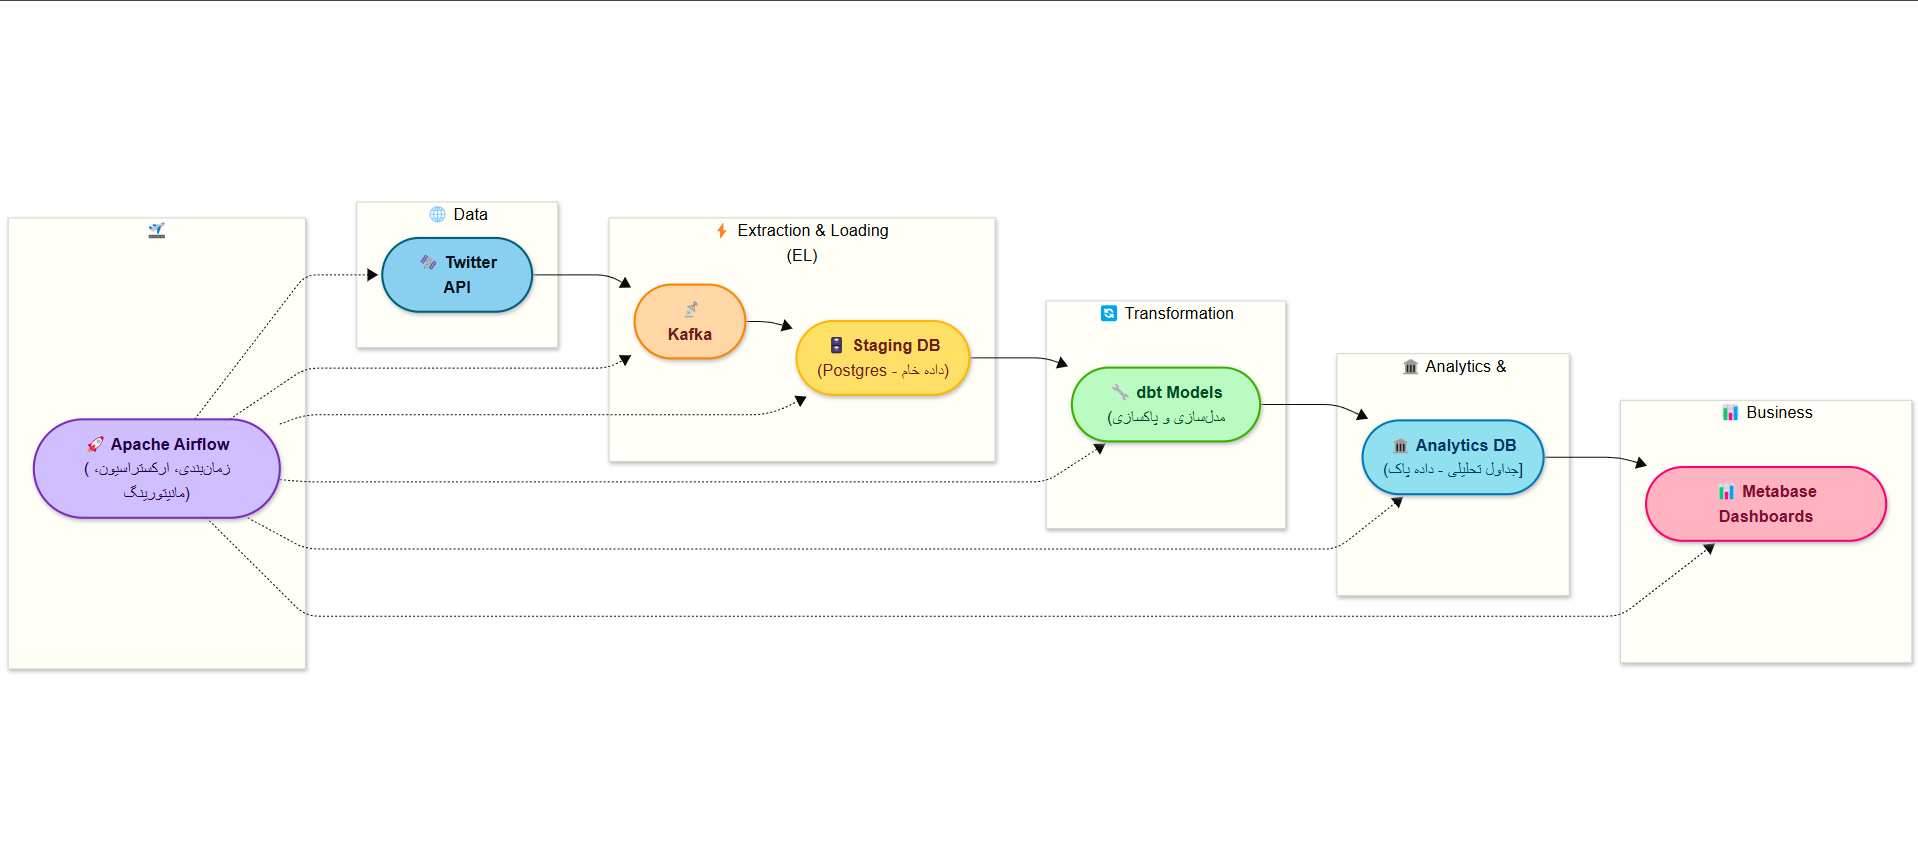 Apache Airflow
(زمان‌بندی، ارکستراسیون،
مانیتورینگ)
Data
Twitter
API
Extraction & Loading
(EL)
Kafka
Staging DB
(Postgres - داده خام)
Transformation
dbt Models
مدل‌سازی و پاکسازی)
Analytics &
Analytics DB
(جداول تحلیلی - داده پاک]
Business
Metabase
Dashboards